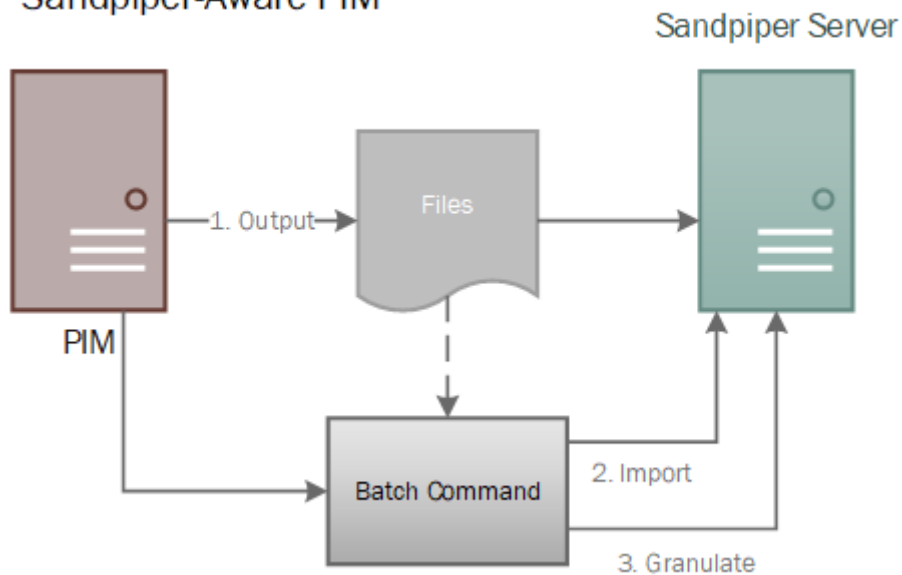 Sandpiper-Aware PIM
Sandpiper Server
Files
1. Output
PIM
Batch Command
2. Import
3. Granulate